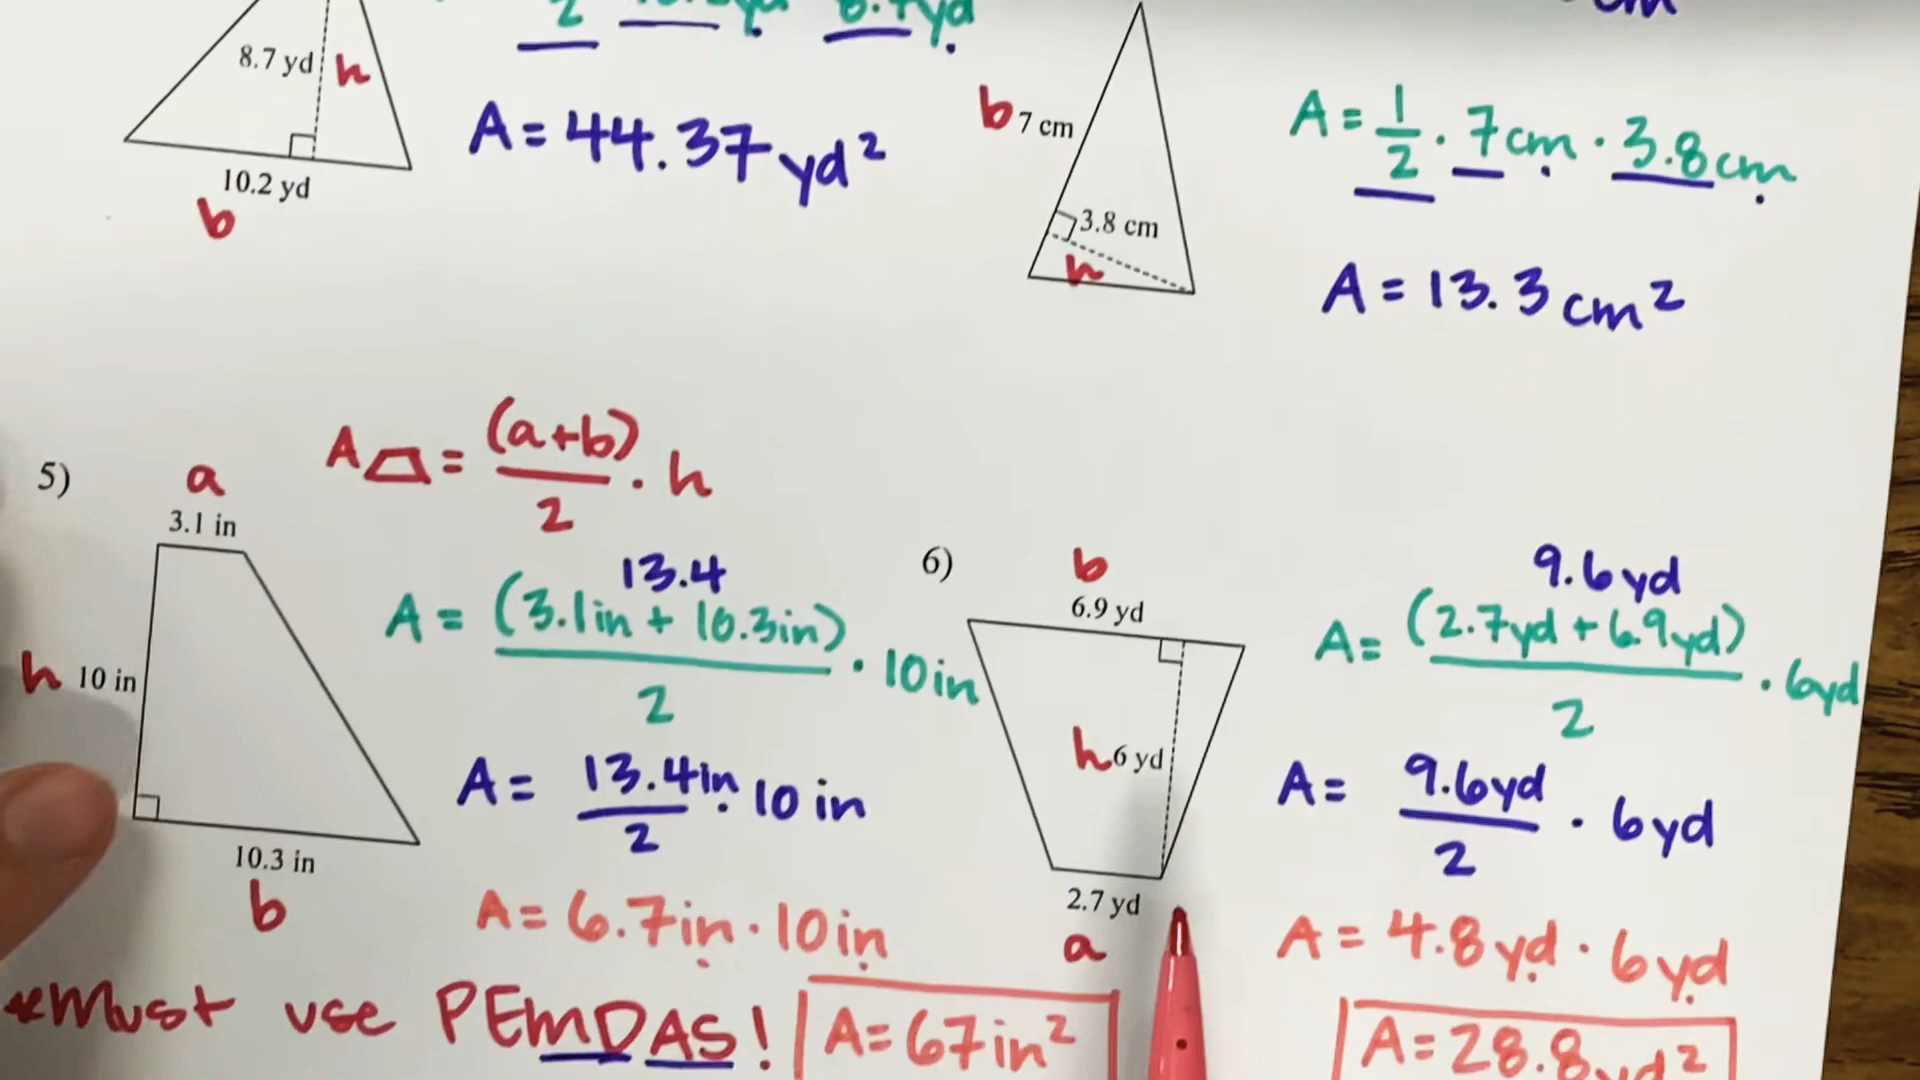 8.7 yd h
10.2 yd
b
2
A = 44.37 yd²
cm
b 7 cm
3.8 cm
h
A = 1/2 · 7cm · 3.8cm
A = 13.3 cm²
5)
a
3.1 in
h 10 in
10.3 in
b
A = (a+b)/2 · h
13.4
A = (3.1in + 10.3in)/2 · 10in
A = 13.4in/2 · 10 in
A = 6.7in · 10in
*Must use PEMDAS!
A = 67in²
6)
b
6.9 yd
h 6 yd
2.7 yd
a
9.6yd
A = (2.7yd + 6.9yd)/2 · 6yd
A = 9.6yd/2 · 6yd
A = 4.8yd · 6yd
A = 28.8yd²